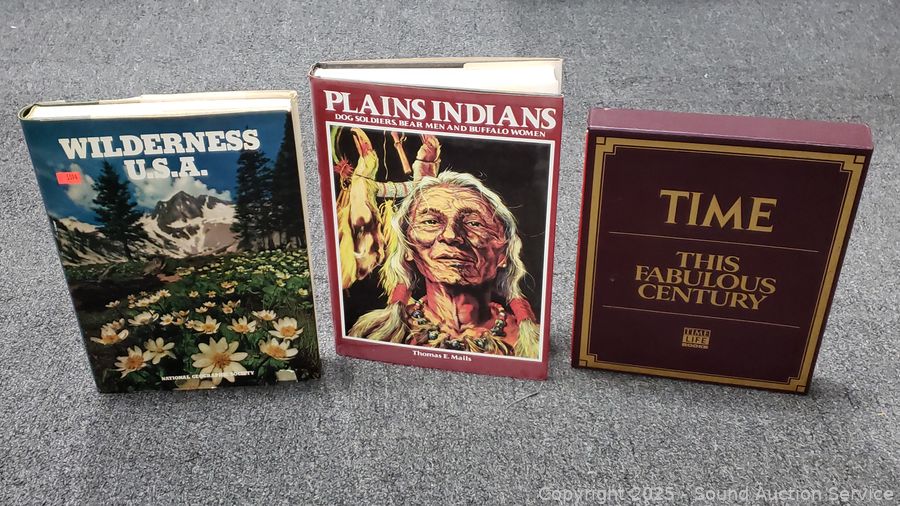 WILDERNESS
U.S.A.
104
NATIONAL GEOGRAPHIC SOCIETY
PLAINS INDIANS
DOG SOLDIERS, BEAR MEN AND BUFFALO WOMEN
Thomas E. Mails
TIME
THIS
FABULOUS
CENTURY
TIME
LIFE
BOOKS
Copyright 2025 - Sound Auction Service